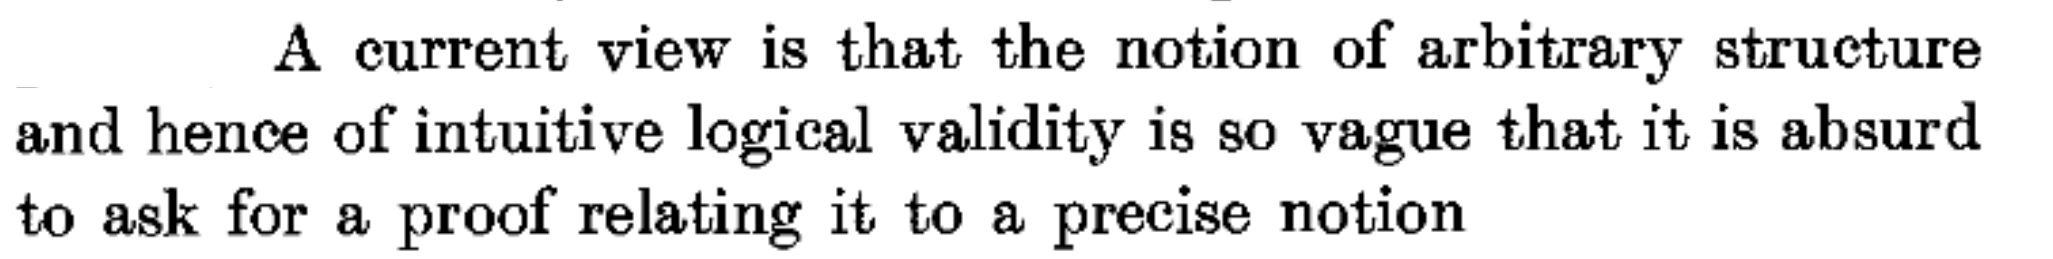 A current view is that the notion of arbitrary structure
and hence of intuitive logical validity is so vague that it is absurd
to ask for a proof relating it to a precise notion